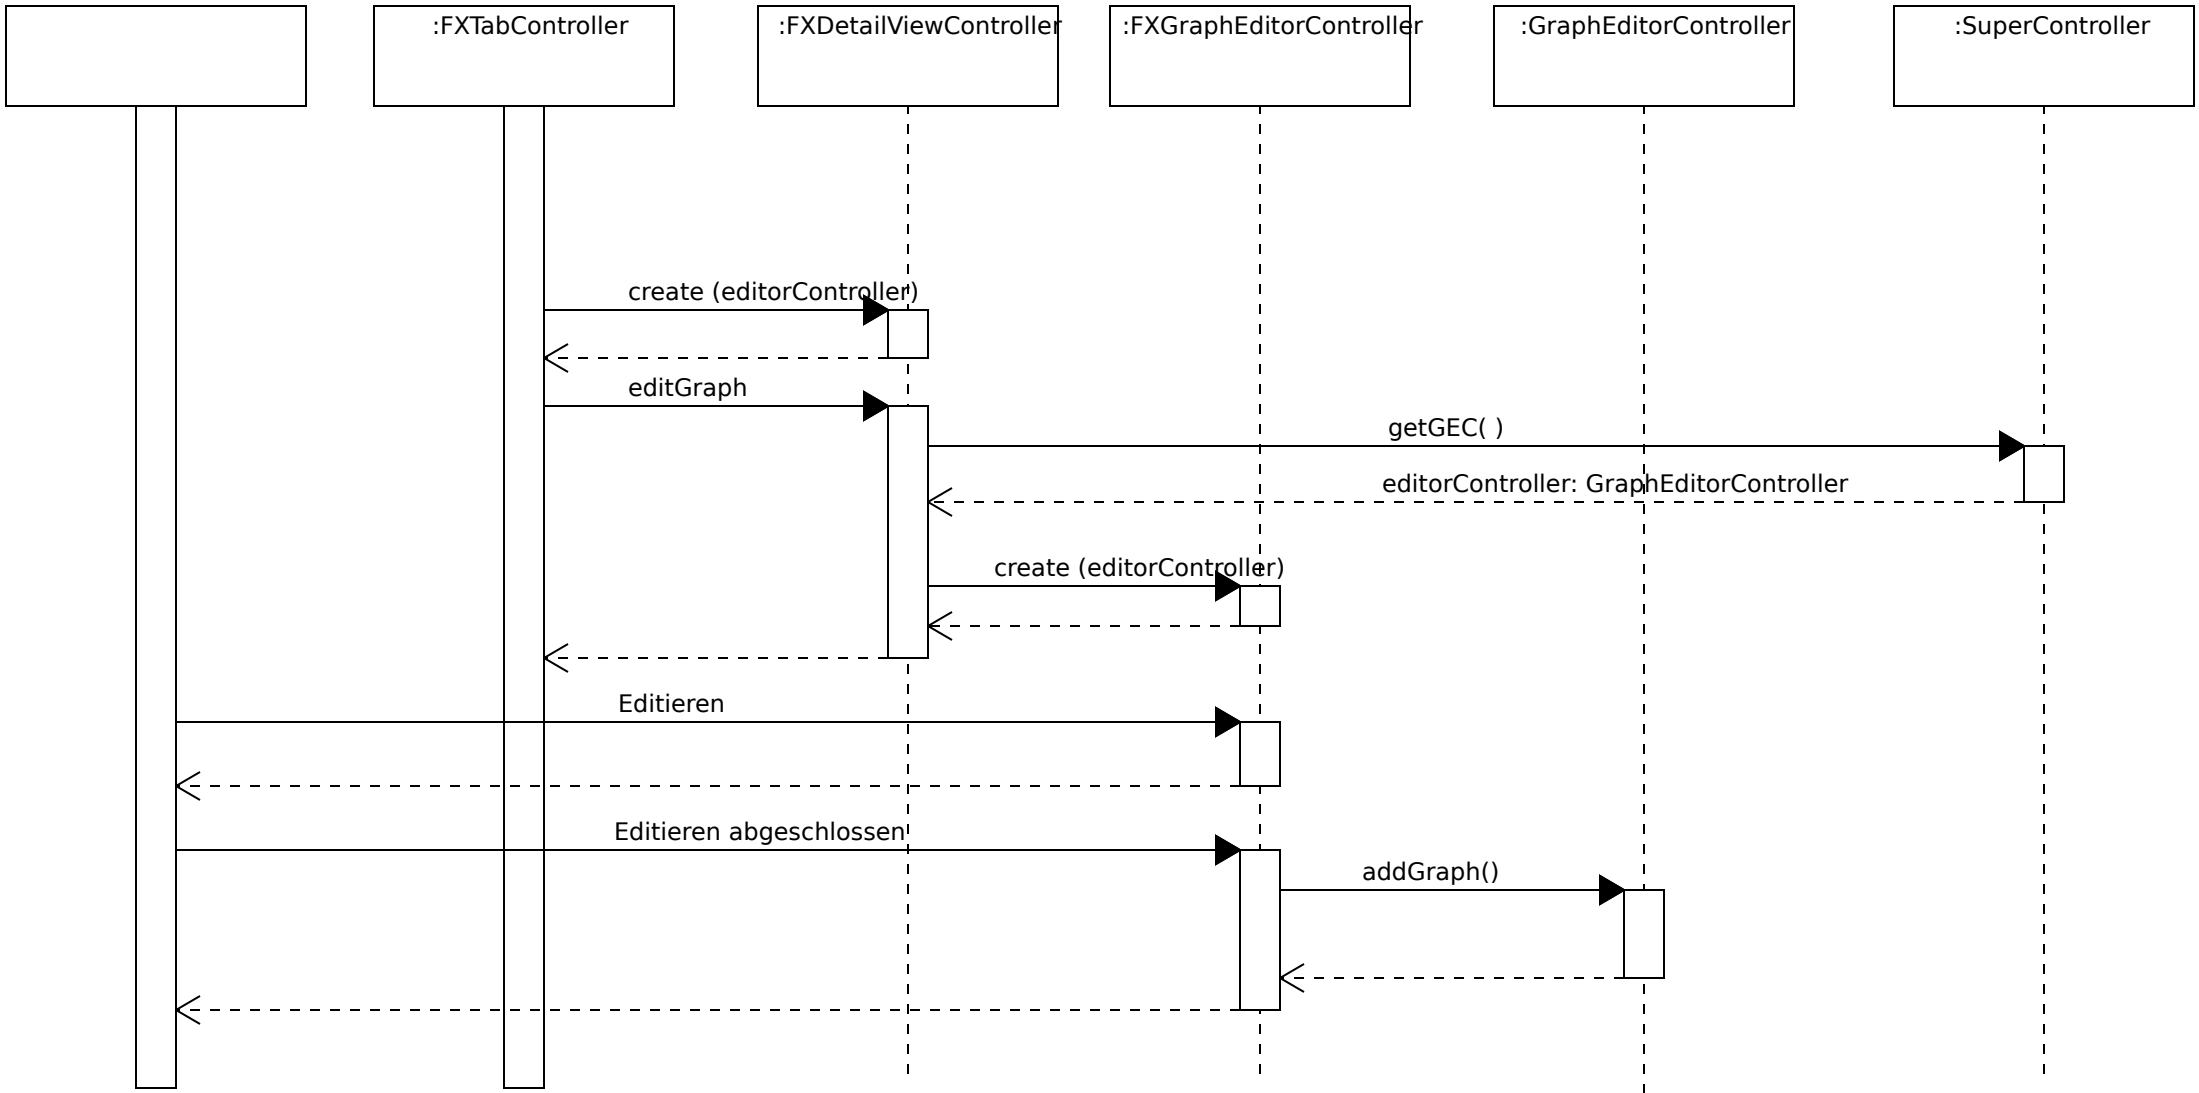 :FXTabController
:FXDetailViewController
:FXGraphEditorController
:GraphEditorController
:SuperController
create (editorController)
editGraph
getGEC( )
editorController: GraphEditorController
create (editorController)
Editieren
Editieren abgeschlossen
addGraph()